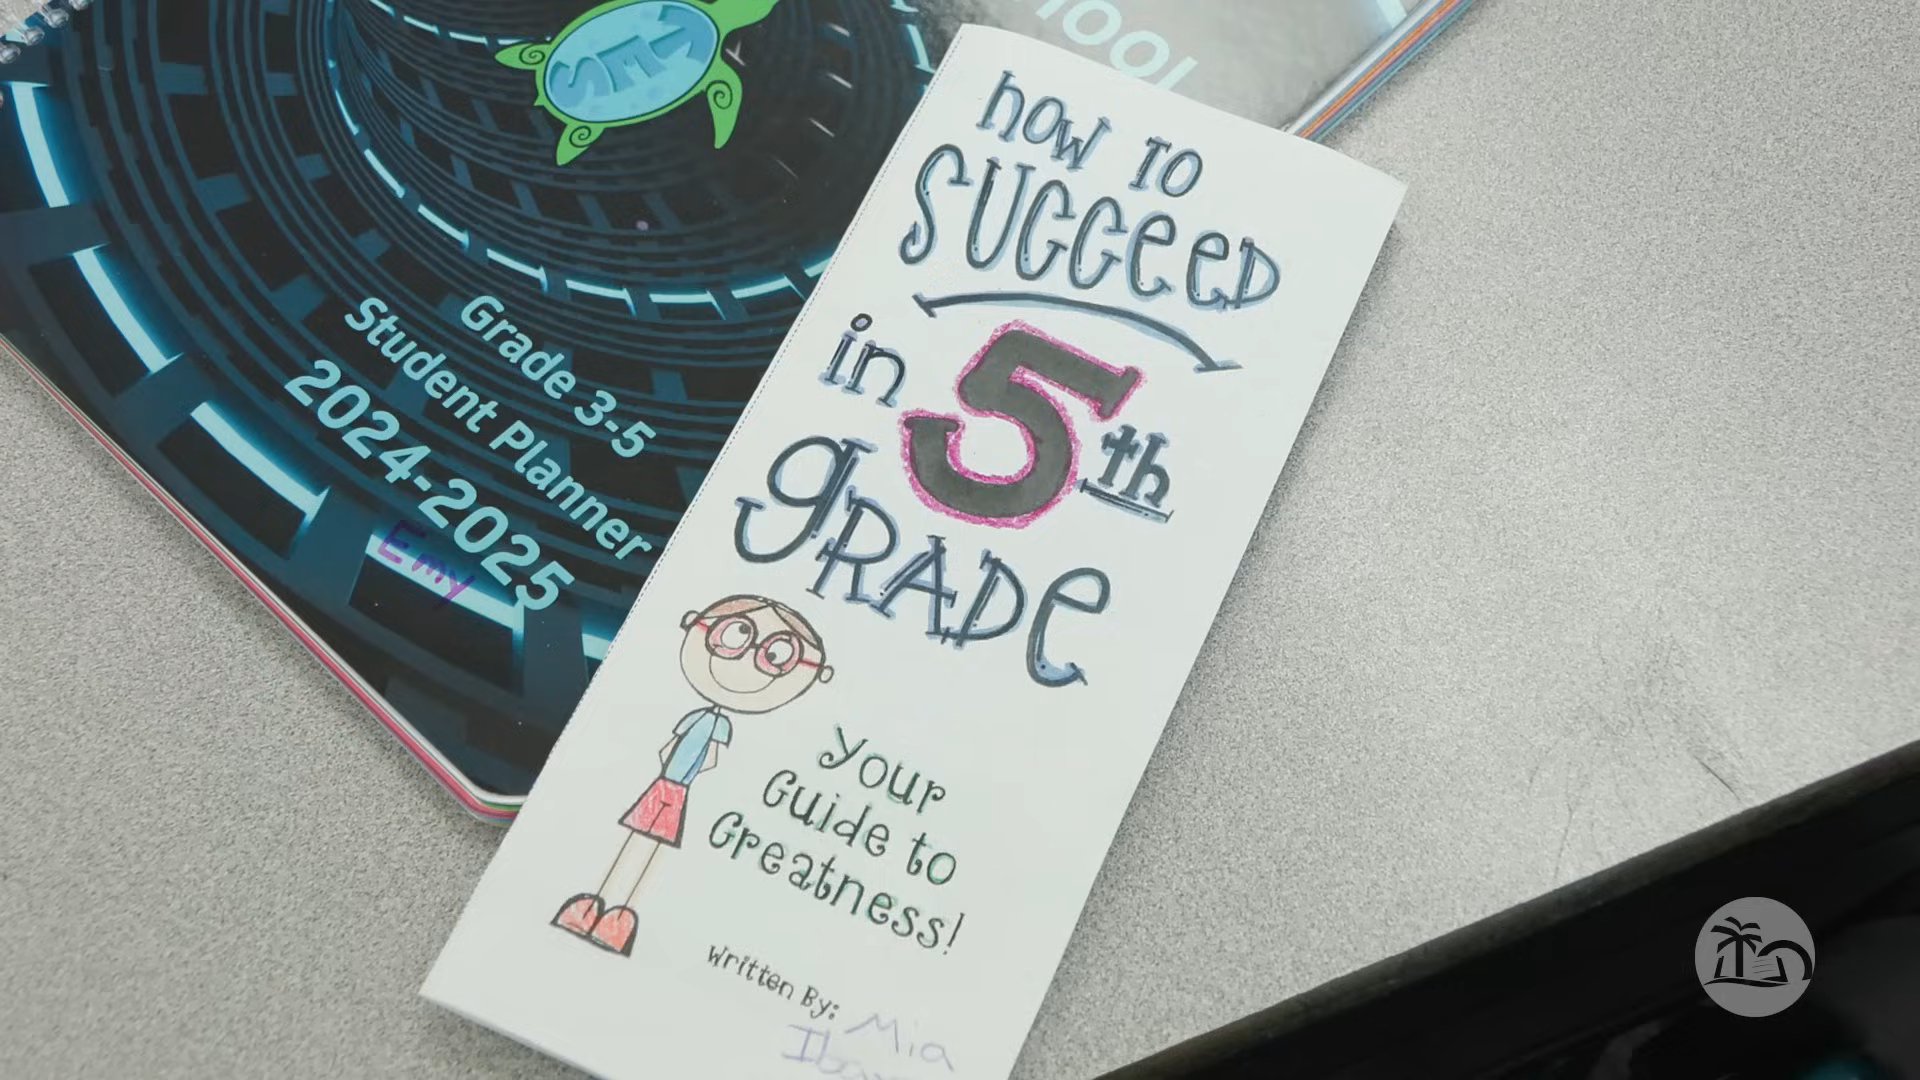 SES
Grade 3-5
Student Planner
2024-2025
Emy
how to
succeed
in 5th
grade
Your
Guide to
Greatness!
Written By: Mia